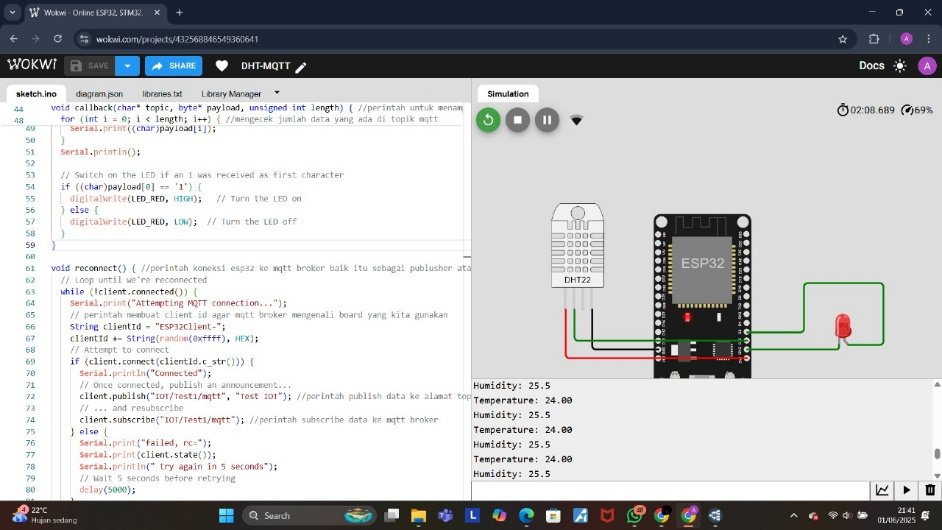 Wokwi - Online ESP32, STM32,
wokwi.com/projects/432568846549360641
WOKWI
SAVE
SHARE
DHT-MQTT
Docs
A
sketch.ino
diagram.json
libraries.txt
Library Manager
44 void callback(char* topic, byte* payload, unsigned int length) { //perintah untuk menam
48 for (int i = 0; i < length; i++) { //mengecek jumlah data yang ada di topik mqtt
49 Serial.print((char)payload[i]);
50 }
51 Serial.println();
52
53 // Switch on the LED if an 1 was received as first character
54 if ((char)payload[0] == '1') {
55 digitalWrite(LED_RED, HIGH); // Turn the LED on
56 } else {
57 digitalWrite(LED_RED, LOW); // Turn the LED off
58 }
59 }
60
61 void reconnect() { //perintah koneksi esp32 ke mqtt broker baik itu sebagai publusher ata
62 // Loop until we're reconnected
63 while (!client.connected()) {
64 Serial.print("Attempting MQTT connection...");
65 // perintah membuat client id agar mqtt broker mengenali board yang kita gunakan
66 String clientId = "ESP32Client-";
67 clientId += String(random(0xffff), HEX);
68 // Attempt to connect
69 if (client.connect(clientId.c_str())) {
70 Serial.println("Connected");
71 // Once connected, publish an announcement...
72 client.publish("IOT/Test1/mqtt", "Test IOT"); //perintah publish data ke alamat top
73 // ... and resubscribe
74 client.subscribe("IOT/Test1/mqtt"); //perintah subscribe data ke mqtt broker
75 } else {
76 Serial.print("failed, rc=");
77 Serial.print(client.state());
78 Serial.println(" try again in 5 seconds");
79 // Wait 5 seconds before retrying
80 delay(5000);
Simulation
02:08.689
69%
DHT22
ESP32
Humidity: 25.5
Temperature: 24.00
Humidity: 25.5
Temperature: 24.00
Humidity: 25.5
Temperature: 24.00
Humidity: 25.5
22°C
Hujan sedang
Search
21:41
01/06/2025